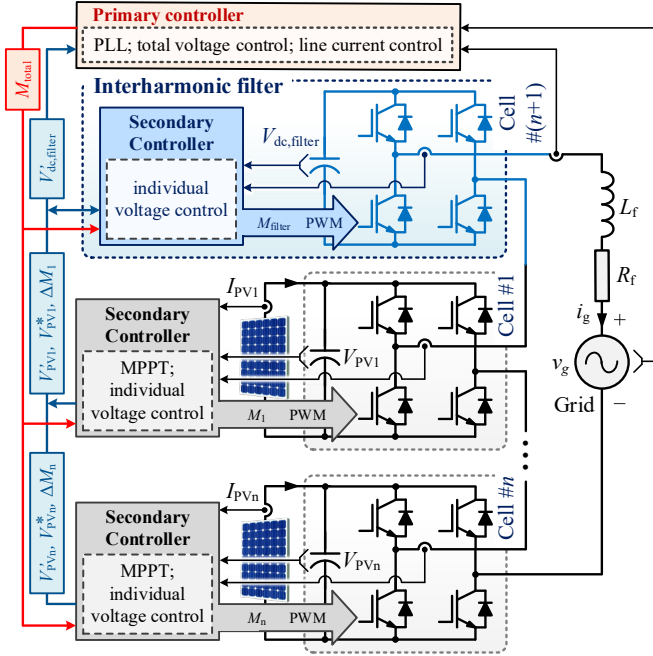 Primary controller
PLL; total voltage control; line current control
M_total
Interharmonic filter
Secondary
Controller
individual
voltage control
V_dc,filter
M_filter PWM
Cell
#(n+1)
V'_dc,filter
L_f
R_f
i_g
+
v_g
Grid
−
V'_PV1, V*_PV1, ΔM_1
Secondary
Controller
MPPT;
individual
voltage control
I_PV1
V_PV1
M_1 PWM
Cell #1
V'_PVn, V*_PVn, ΔM_n
Secondary
Controller
MPPT;
individual
voltage control
I_PVn
V_PVn
M_n PWM
Cell #n